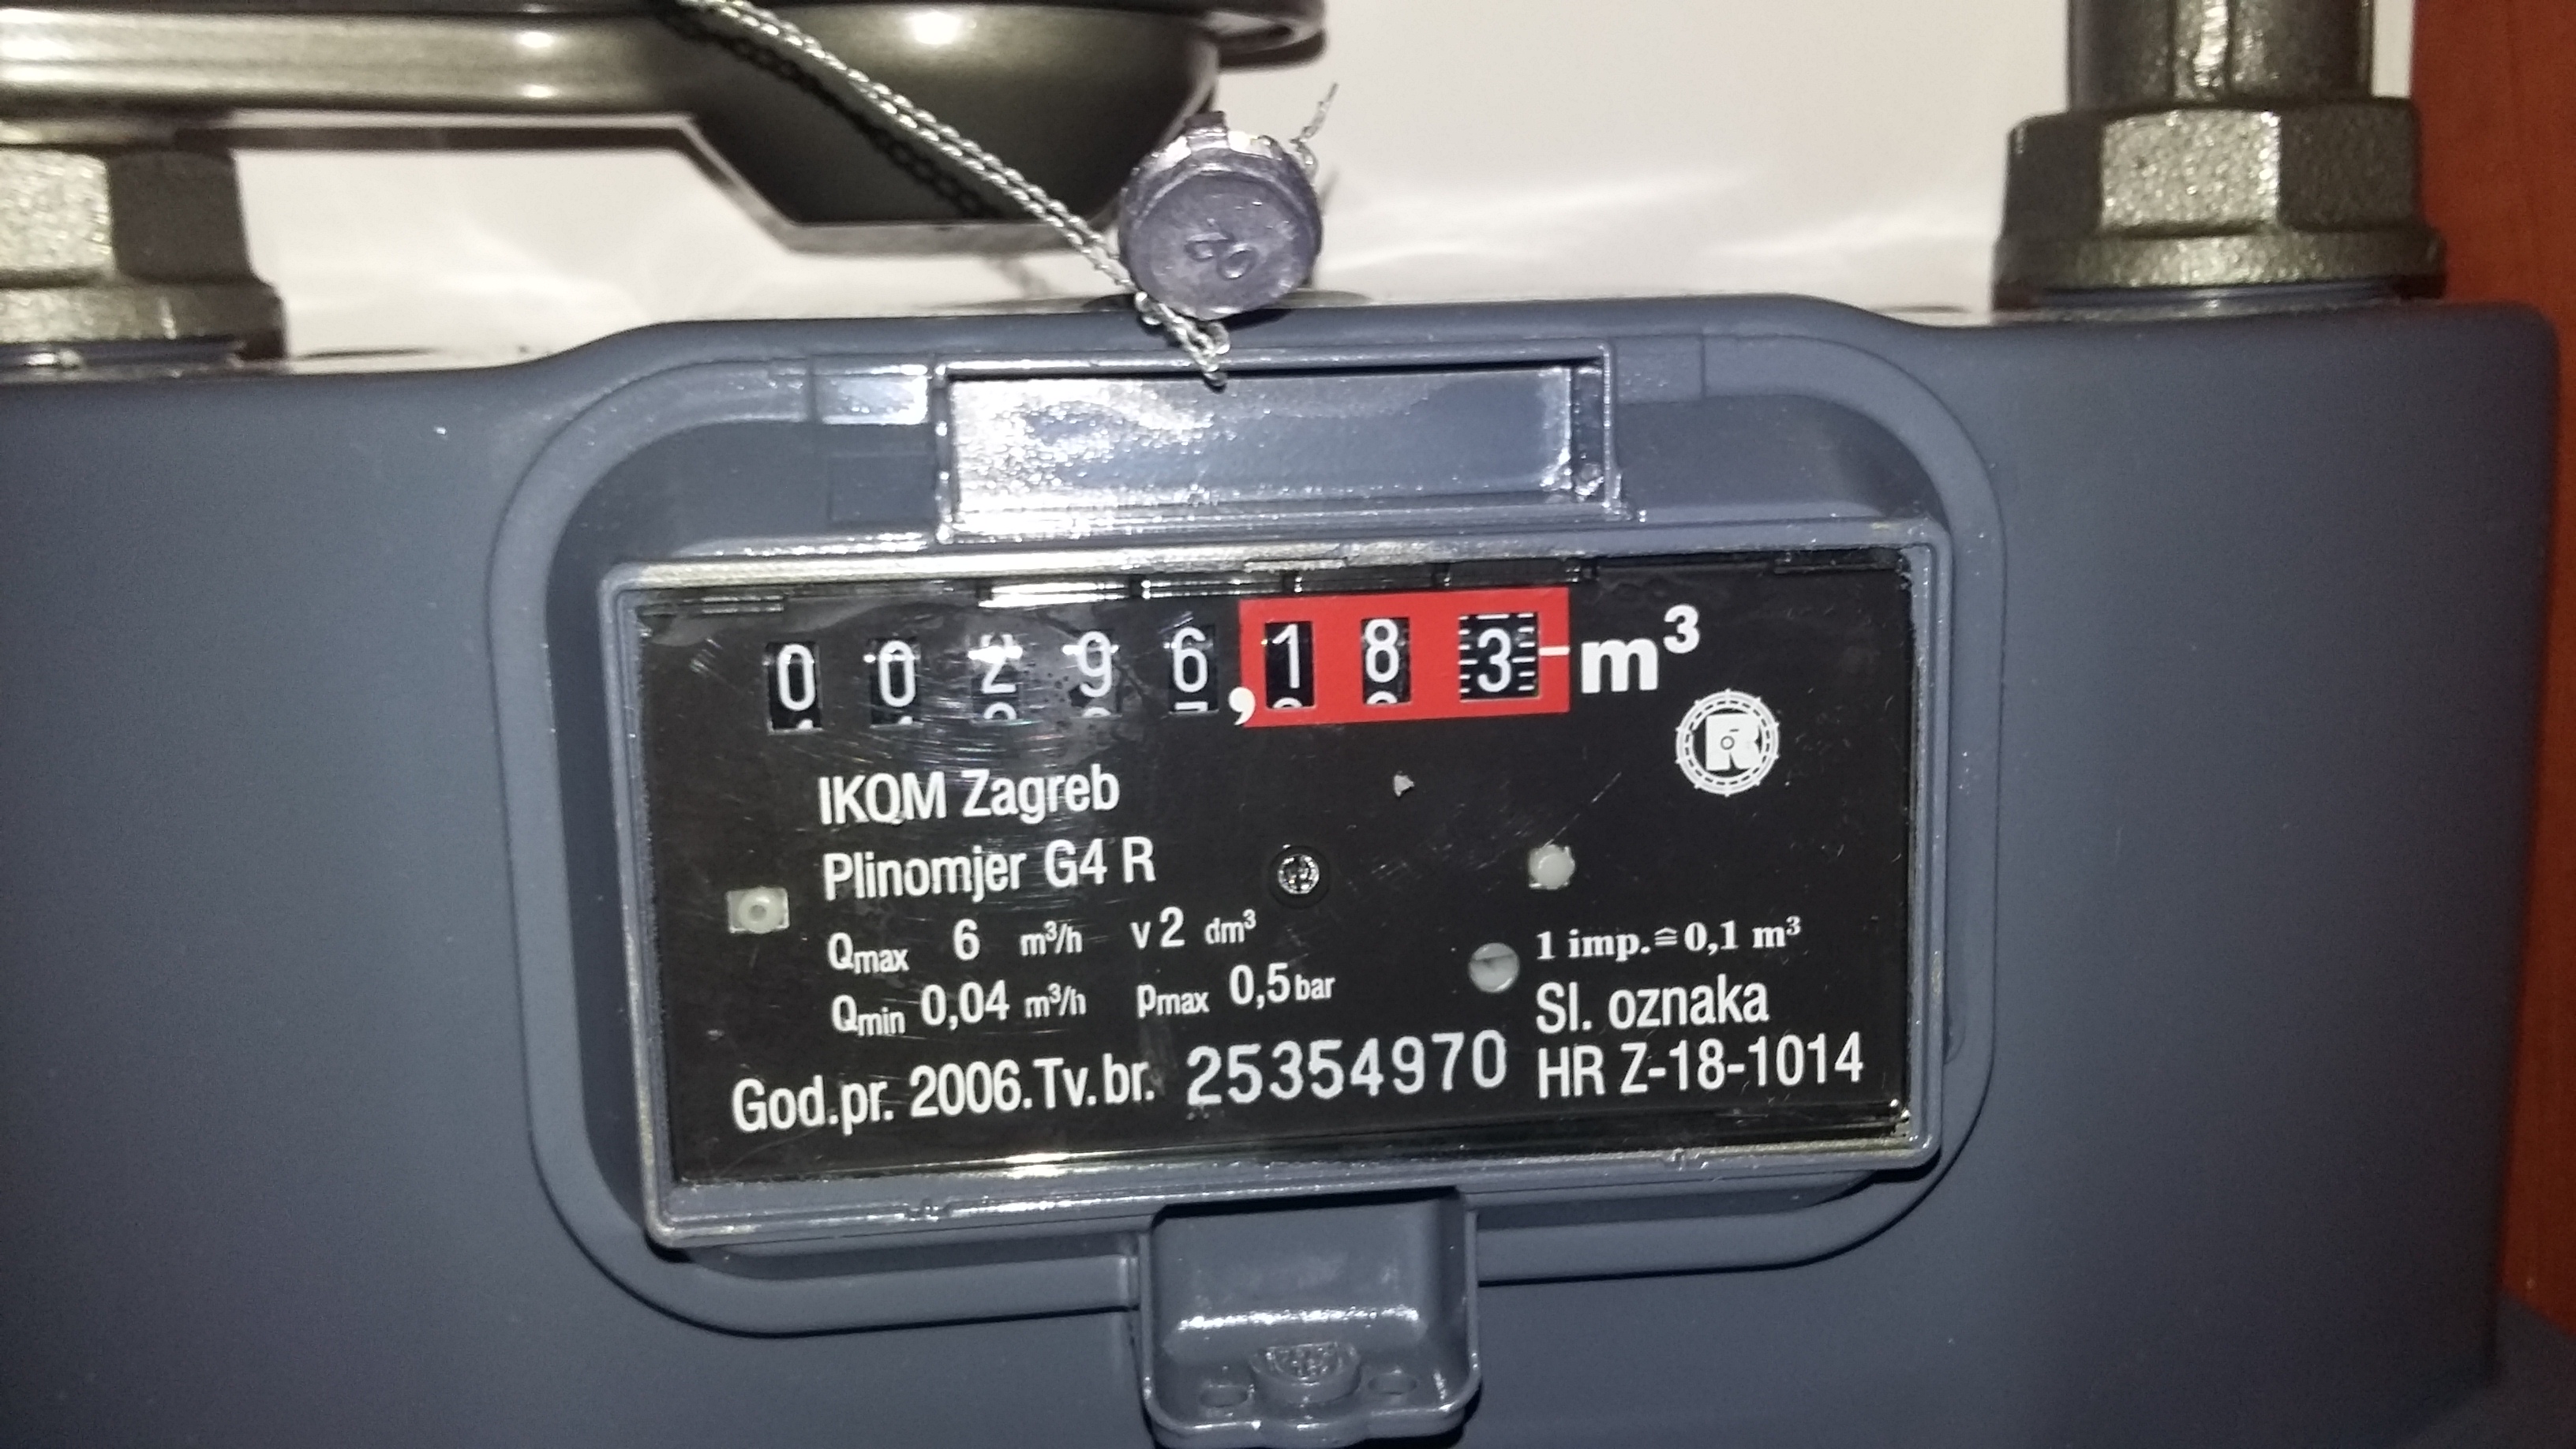 00296,183 m³
R
IKQM Zagreb
Plinomjer G4 R
Qmax 6 m³/h v 2 dm³
Qmin 0,04 m³/h pmax 0,5 bar
1 imp.≙0,1 m³
Sl. oznaka
HR Z-18-1014
God.pr. 2006.Tv.br. 25354970